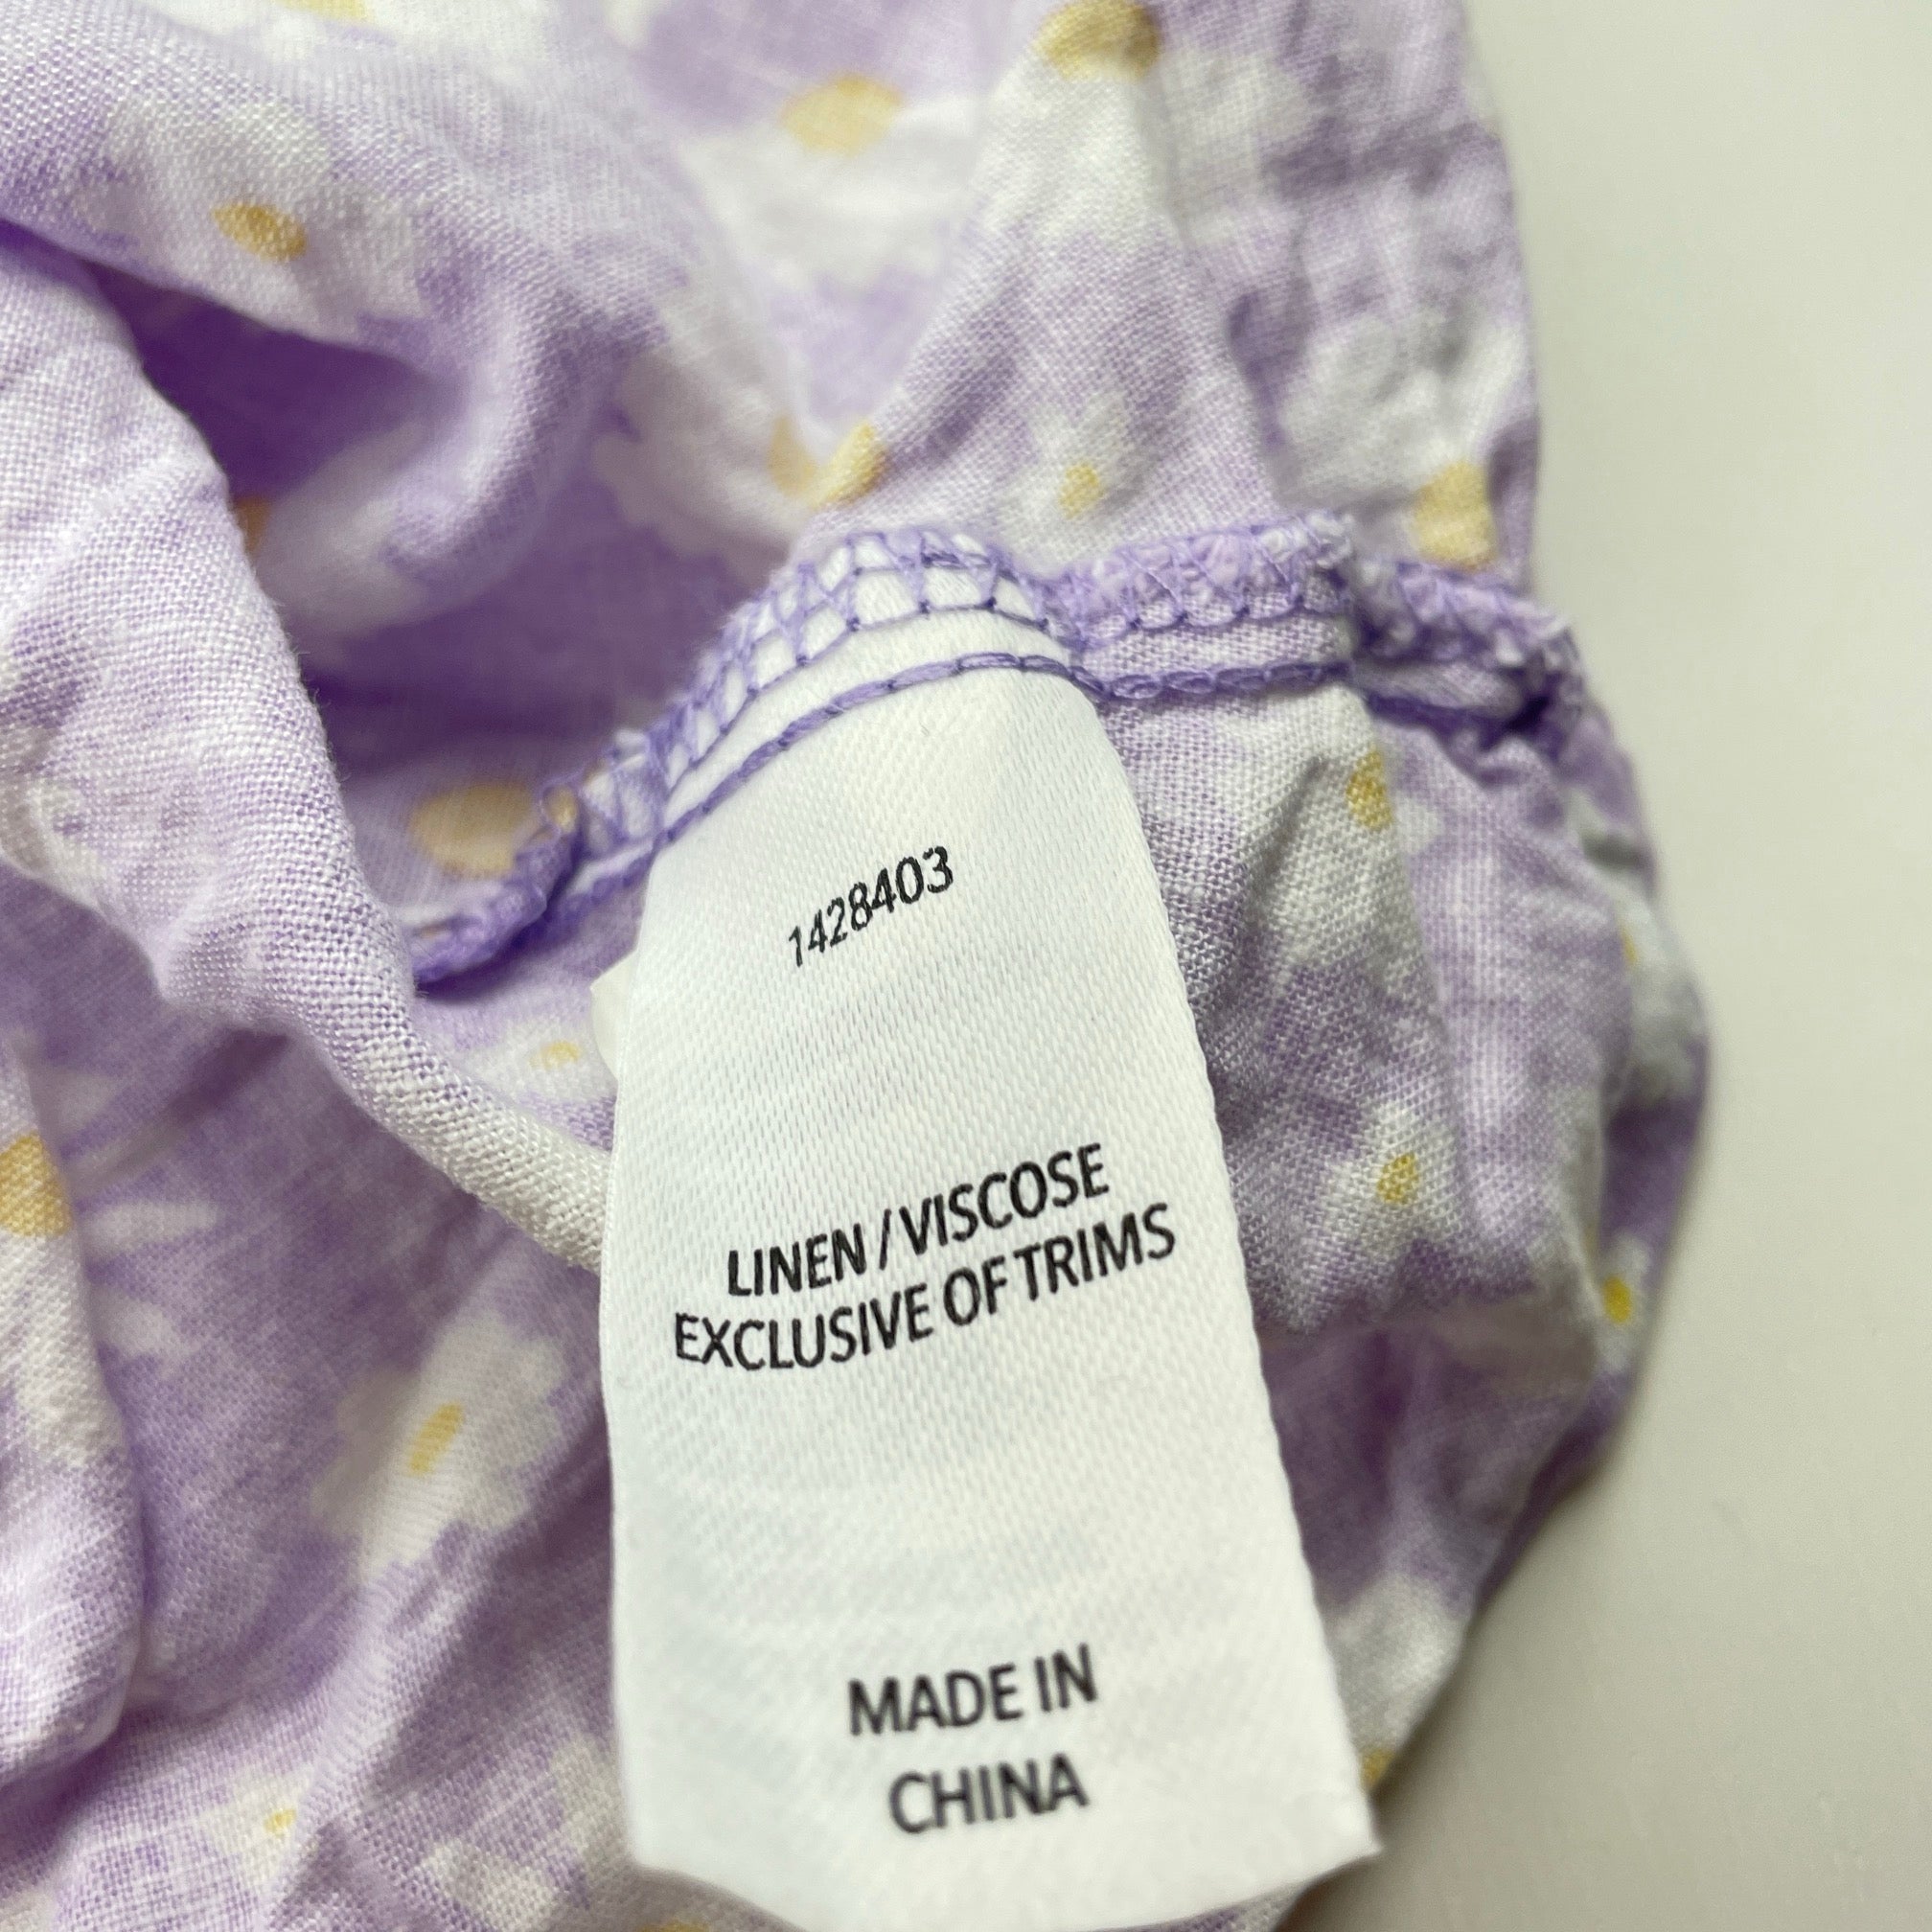 1428403
LINEN / VISCOSE
EXCLUSIVE OF TRIMS
MADE IN
CHINA